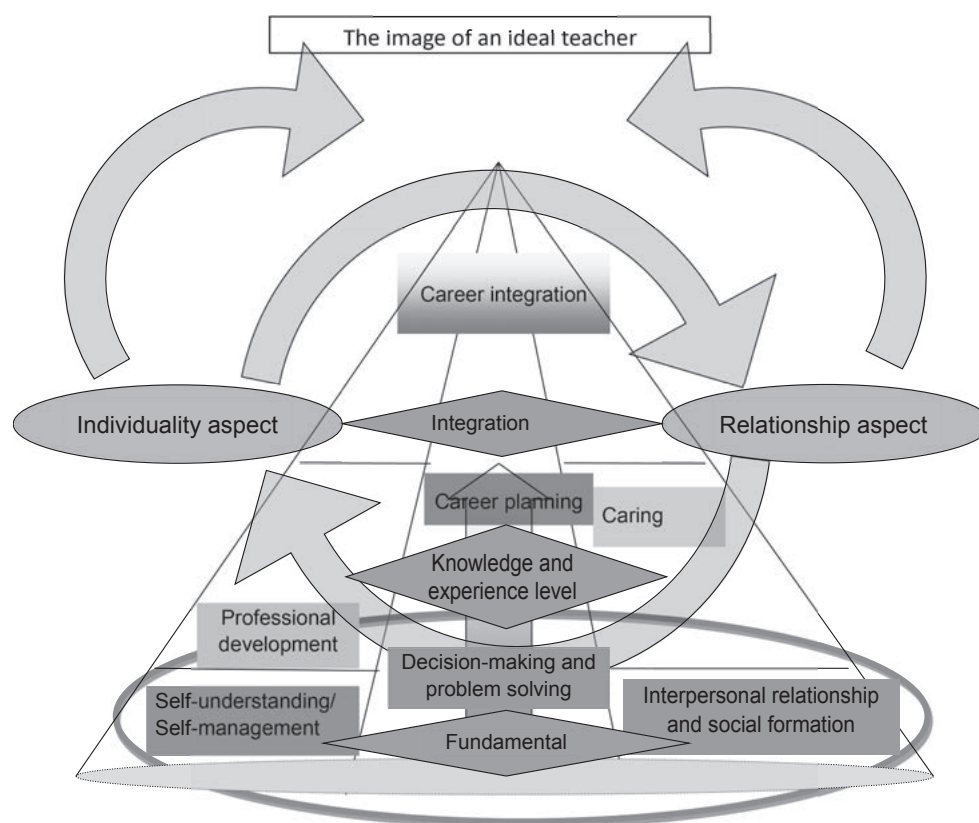 The image of an ideal teacher
Career integration
Individuality aspect
Integration
Relationship aspect
Career planning
Caring
Knowledge and
experience level
Professional
development
Decision-making and
problem solving
Self-understanding/
Self-management
Interpersonal relationship
and social formation
Fundamental